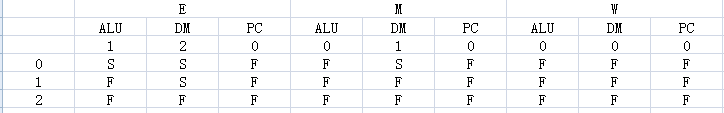 E M W
ALU DM PC ALU DM PC ALU DM PC
1 2 0 0 1 0 0 0 0
0 S S F F S F F F F
1 F S F F F F F F F
2 F F F F F F F F F